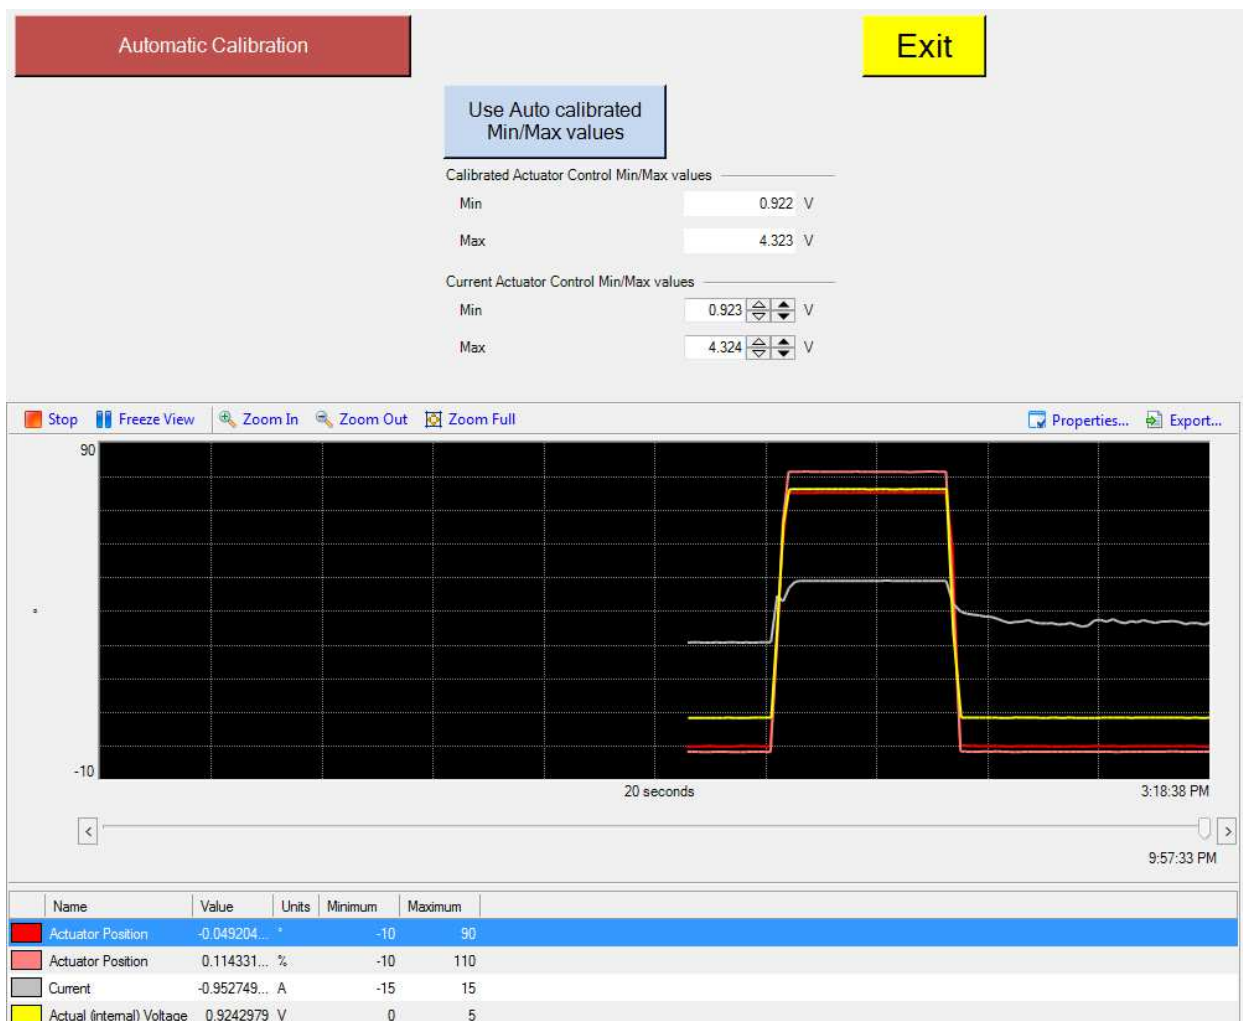 Automatic Calibration
Exit
Use Auto calibrated
Min/Max values
Calibrated Actuator Control Min/Max values
Min 0.922 V
Max 4.323 V
Current Actuator Control Min/Max values
Min 0.923 V
Max 4.324 V
Stop Freeze View Zoom In Zoom Out Zoom Full Properties... Export...
90
°
-10
20 seconds 3:18:38 PM
< >
9:57:33 PM
Name Value Units Minimum Maximum
Actuator Position -0.049204... ° -10 90
Actuator Position 0.114331... % -10 110
Current -0.952749... A -15 15
Actual (internal) Voltage 0.9242979 V 0 5